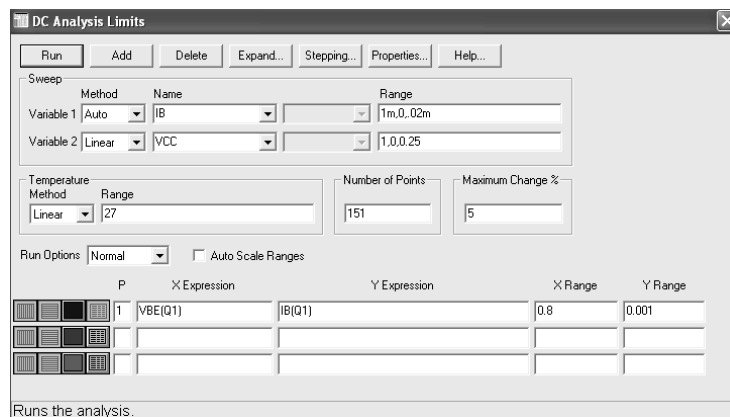 DC Analysis Limits
Run Add Delete Expand... Stepping... Properties... Help...
Sweep
Method Name Range
Variable 1 Auto IB 1m,0,.02m
Variable 2 Linear VCC 1,0,0.25
Temperature Number of Points Maximum Change %
Method Range
Linear 27 151 5
Run Options Normal Auto Scale Ranges
P X Expression Y Expression X Range Y Range
1 VBE(Q1) IB(Q1) 0.8 0.001
Runs the analysis.